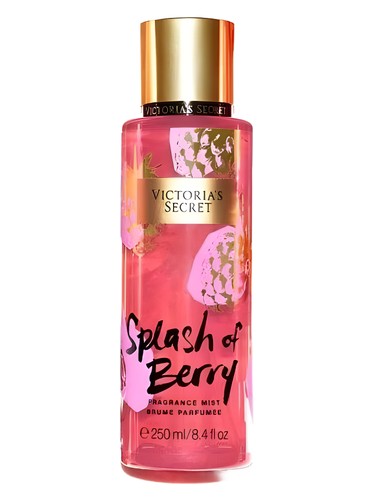 VICTORIA'S SECRET
VICTORIA'S
SECRET
Splash of
Berry
FRAGRANCE MIST
BRUME PARFUMÉE
e 250 ml/8.4 fl oz